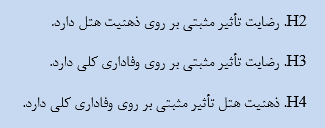 H2. رضایت تأثیر مثبتی بر روی ذهنیت هتل دارد.
H3. رضایت تأثیر مثبتی بر روی وفاداری کلی دارد.
H4. ذهنیت هتل تأثیر مثبتی بر روی وفاداری کلی دارد.